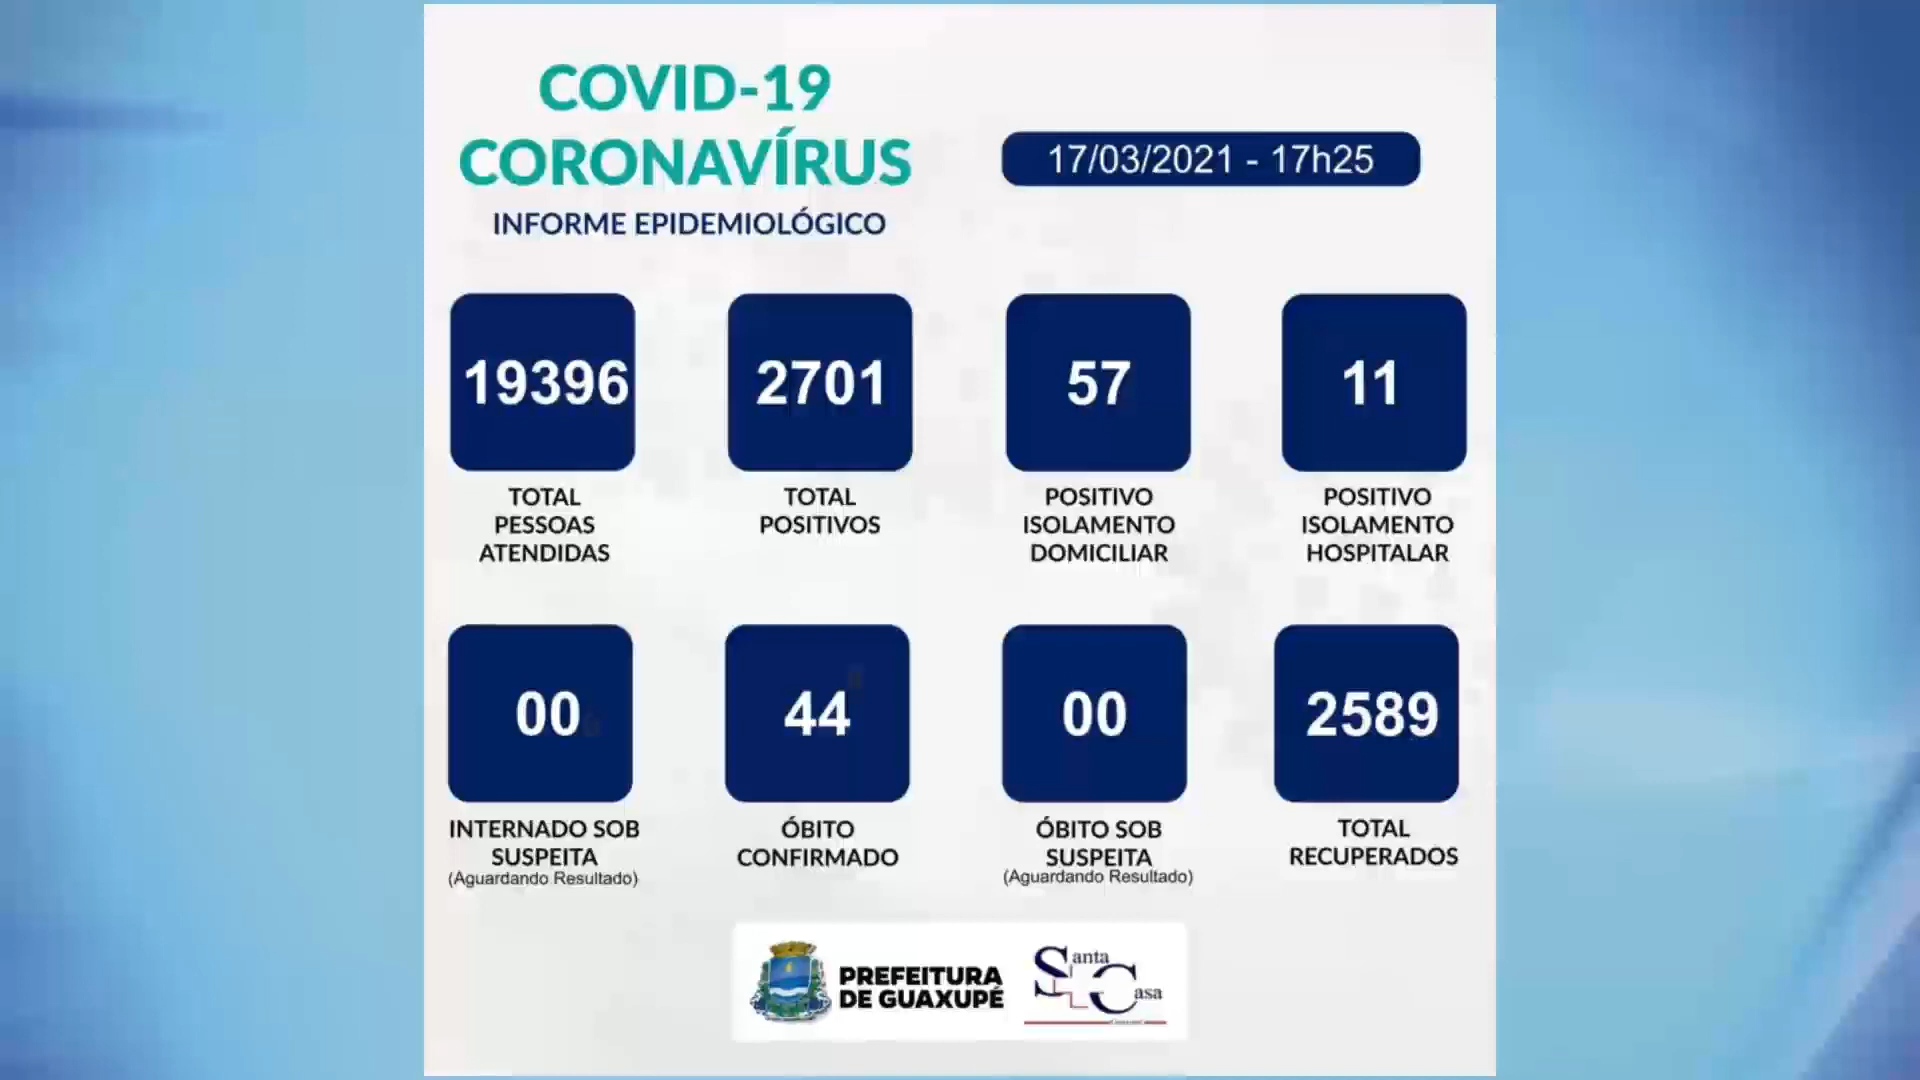 COVID-19
CORONAVÍRUS
INFORME EPIDEMIOLÓGICO
17/03/2021 - 17h25
19396
TOTAL
PESSOAS
ATENDIDAS
2701
TOTAL
POSITIVOS
57
POSITIVO
ISOLAMENTO
DOMICILIAR
11
POSITIVO
ISOLAMENTO
HOSPITALAR
00
INTERNADO SOB
SUSPEITA
(Aguardando Resultado)
44
ÓBITO
CONFIRMADO
00
ÓBITO SOB
SUSPEITA
(Aguardando Resultado)
2589
TOTAL
RECUPERADOS
PREFEITURA
DE GUAXUPÉ
Santa
Casa